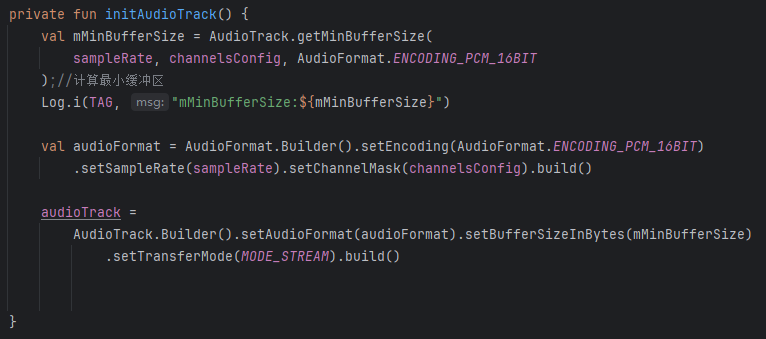 private fun initAudioTrack() {
val mMinBufferSize = AudioTrack.getMinBufferSize(
sampleRate, channelsConfig, AudioFormat.ENCODING_PCM_16BIT
);//计算最小缓冲区
Log.i(TAG, msg: "mMinBufferSize:${mMinBufferSize}")
val audioFormat = AudioFormat.Builder().setEncoding(AudioFormat.ENCODING_PCM_16BIT)
.setSampleRate(sampleRate).setChannelMask(channelsConfig).build()
audioTrack =
AudioTrack.Builder().setAudioFormat(audioFormat).setBufferSizeInBytes(mMinBufferSize)
.setTransferMode(MODE_STREAM).build()
}